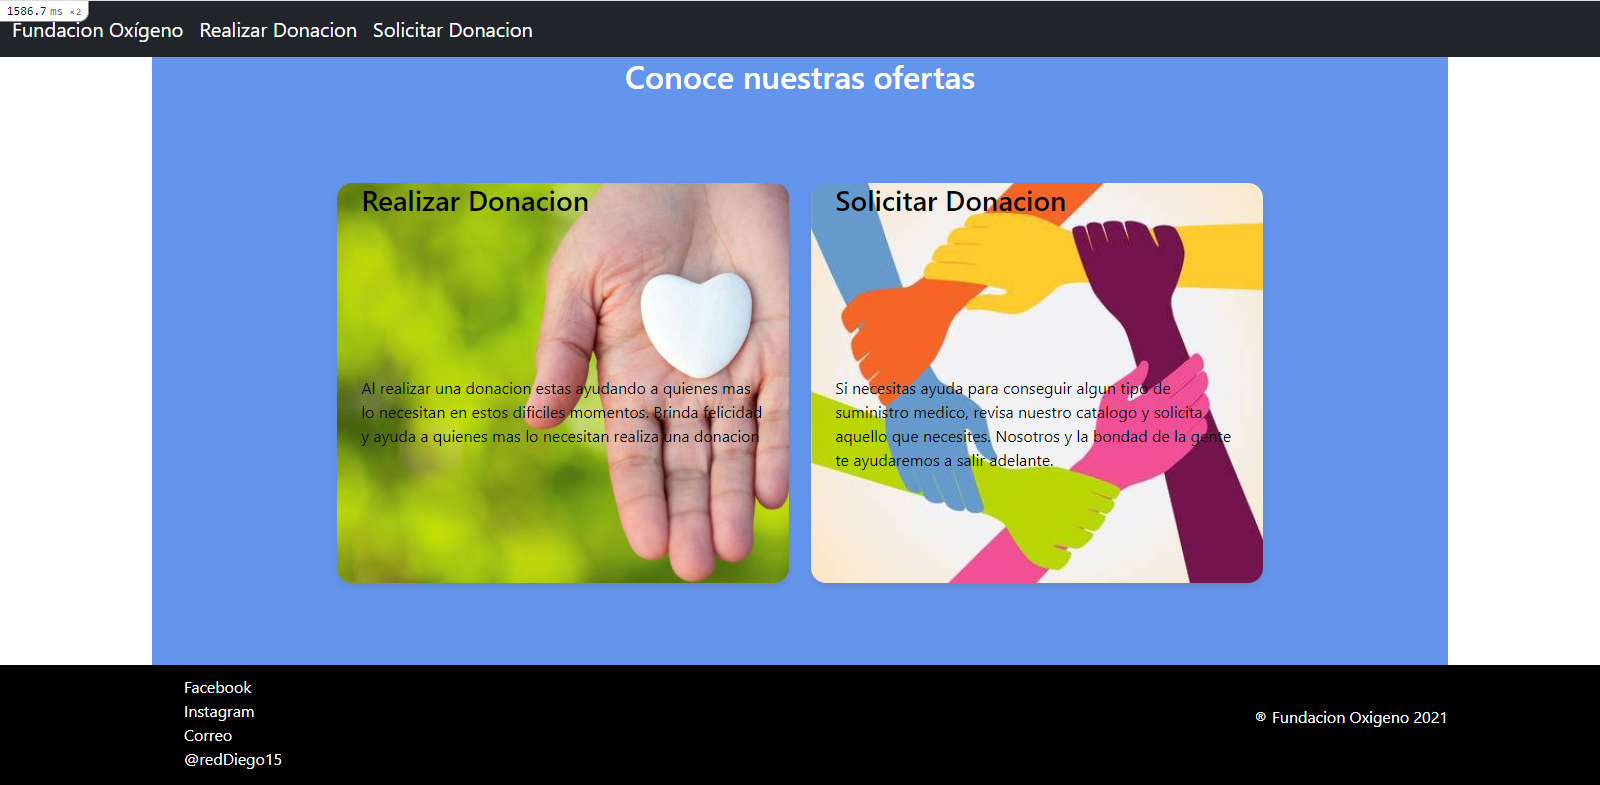 1586.7 ms ×2
Fundacion Oxígeno Realizar Donacion Solicitar Donacion
Conoce nuestras ofertas
Realizar Donacion
Al realizar una donacion estas ayudando a quienes mas
lo necesitan en estos dificiles momentos. Brinda felicidad
y ayuda a quienes mas lo necesitan realiza una donacion
Solicitar Donacion
Si necesitas ayuda para conseguir algun tipo de
suministro medico, revisa nuestro catalogo y solicita
aquello que necesites. Nosotros y la bondad de la gente
te ayudaremos a salir adelante.
Facebook
Instagram
Correo
@redDiego15
® Fundacion Oxigeno 2021